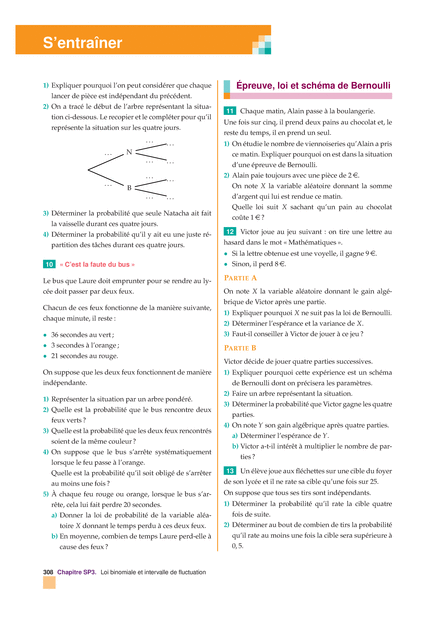 S'entraîner
1) Expliquer pourquoi l'on peut considérer que chaque
lancer de pièce est indépendant du précédent.
2) On a tracé le début de l'arbre représentant la situa-
tion ci-dessous. Le recopier et le compléter pour qu'il
représente la situation sur les quatre jours.
... ...
... N
... ...
... ...
... B
... ...
3) Déterminer la probabilité que seule Natacha ait fait
la vaisselle durant ces quatre jours.
4) Déterminer la probabilité qu'il y ait eu une juste ré-
partition des tâches durant ces quatre jours.
10 « C'est la faute du bus »
Le bus que Laure doit emprunter pour se rendre au ly-
cée doit passer par deux feux.
Chacun de ces feux fonctionne de la manière suivante,
chaque minute, il reste :
• 36 secondes au vert ;
• 3 secondes à l'orange ;
• 21 secondes au rouge.
On suppose que les deux feux fonctionnent de manière
indépendante.
1) Représenter la situation par un arbre pondéré.
2) Quelle est la probabilité que le bus rencontre deux
feux verts ?
3) Quelle est la probabilité que les deux feux rencontrés
soient de la même couleur ?
4) On suppose que le bus s'arrête systématiquement
lorsque le feu passe à l'orange.
Quelle est la probabilité qu'il soit obligé de s'arrêter
au moins une fois ?
5) À chaque feu rouge ou orange, lorsque le bus s'ar-
rête, cela lui fait perdre 20 secondes.
a) Donner la loi de probabilité de la variable aléa-
toire X donnant le temps perdu à ces deux feux.
b) En moyenne, combien de temps Laure perd-elle à
cause des feux ?
Épreuve, loi et schéma de Bernoulli
11 Chaque matin, Alain passe à la boulangerie.
Une fois sur cinq, il prend deux pains au chocolat et, le
reste du temps, il en prend un seul.
1) On étudie le nombre de viennoiseries qu'Alain a pris
ce matin. Expliquer pourquoi on est dans la situation
d'une épreuve de Bernoulli.
2) Alain paie toujours avec une pièce de 2 €.
On note X la variable aléatoire donnant la somme
d'argent qui lui est rendue ce matin.
Quelle loi suit X sachant qu'un pain au chocolat
coûte 1 € ?
12 Victor joue au jeu suivant : on tire une lettre au
hasard dans le mot « Mathématiques ».
• Si la lettre obtenue est une voyelle, il gagne 9 €.
• Sinon, il perd 8 €.
PARTIE A
On note X la variable aléatoire donnant le gain algé-
brique de Victor après une partie.
1) Expliquer pourquoi X ne suit pas la loi de Bernoulli.
2) Déterminer l'espérance et la variance de X.
3) Faut-il conseiller à Victor de jouer à ce jeu ?
PARTIE B
Victor décide de jouer quatre parties successives.
1) Expliquer pourquoi cette expérience est un schéma
de Bernoulli dont on précisera les paramètres.
2) Faire un arbre représentant la situation.
3) Déterminer la probabilité que Victor gagne les quatre
parties.
4) On note Y son gain algébrique après quatre parties.
a) Déterminer l'espérance de Y.
b) Victor a-t-il intérêt à multiplier le nombre de par-
ties ?
13 Un élève joue aux fléchettes sur une cible du foyer
de son lycée et il ne rate sa cible qu'une fois sur 25.
On suppose que tous ses tirs sont indépendants.
1) Déterminer la probabilité qu'il rate la cible quatre
fois de suite.
2) Déterminer au bout de combien de tirs la probabilité
qu'il rate au moins une fois la cible sera supérieure à
0, 5.
308 Chapitre SP3. Loi binomiale et intervalle de fluctuation